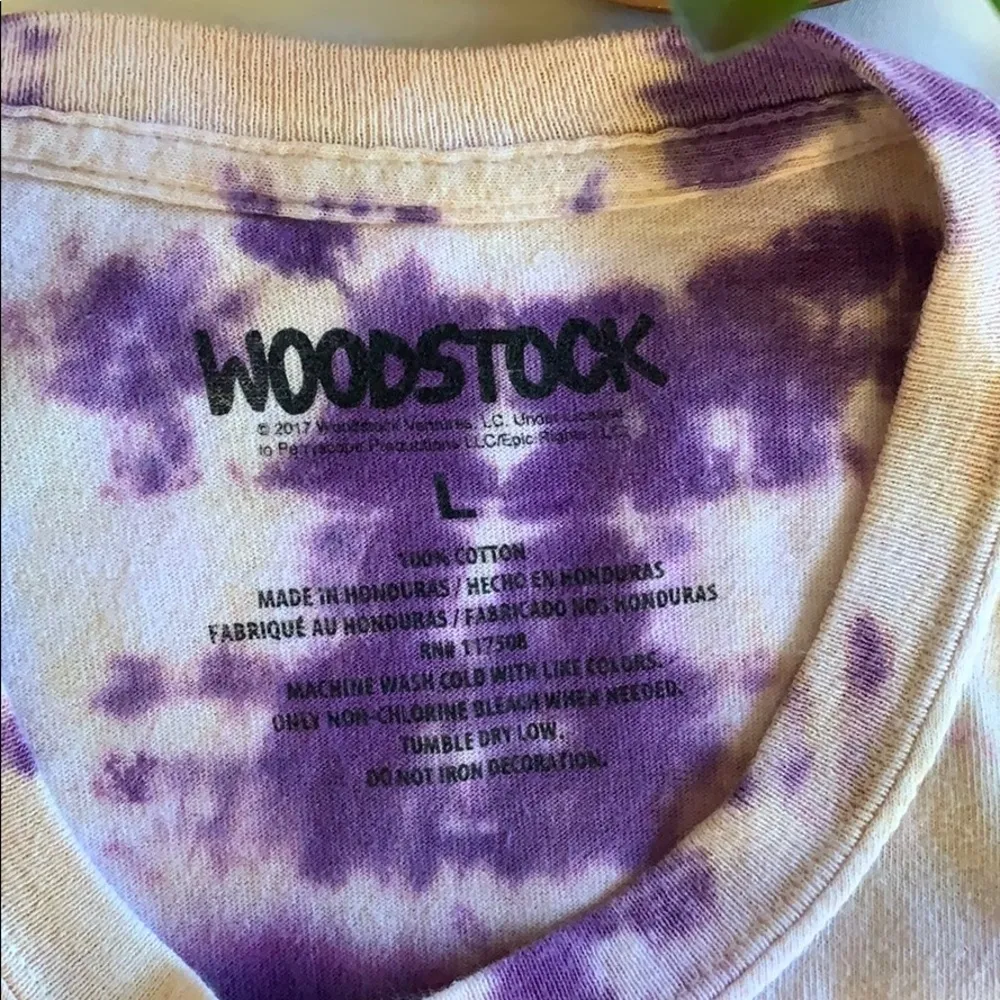 WOODSTOCK
© 2017 Woodstock Ventures, LC. Under License
to Perryscope Productions LLC/Epic Rights
L
100% COTTON
MADE IN HONDURAS / HECHO EN HONDURAS
FABRIQUÉ AU HONDURAS / FABRICADO NOS HONDURAS
RN# 117508
MACHINE WASH COLD WITH LIKE COLORS.
ONLY NON-CHLORINE BLEACH WHEN NEEDED.
TUMBLE DRY LOW.
DO NOT IRON DECORATION.